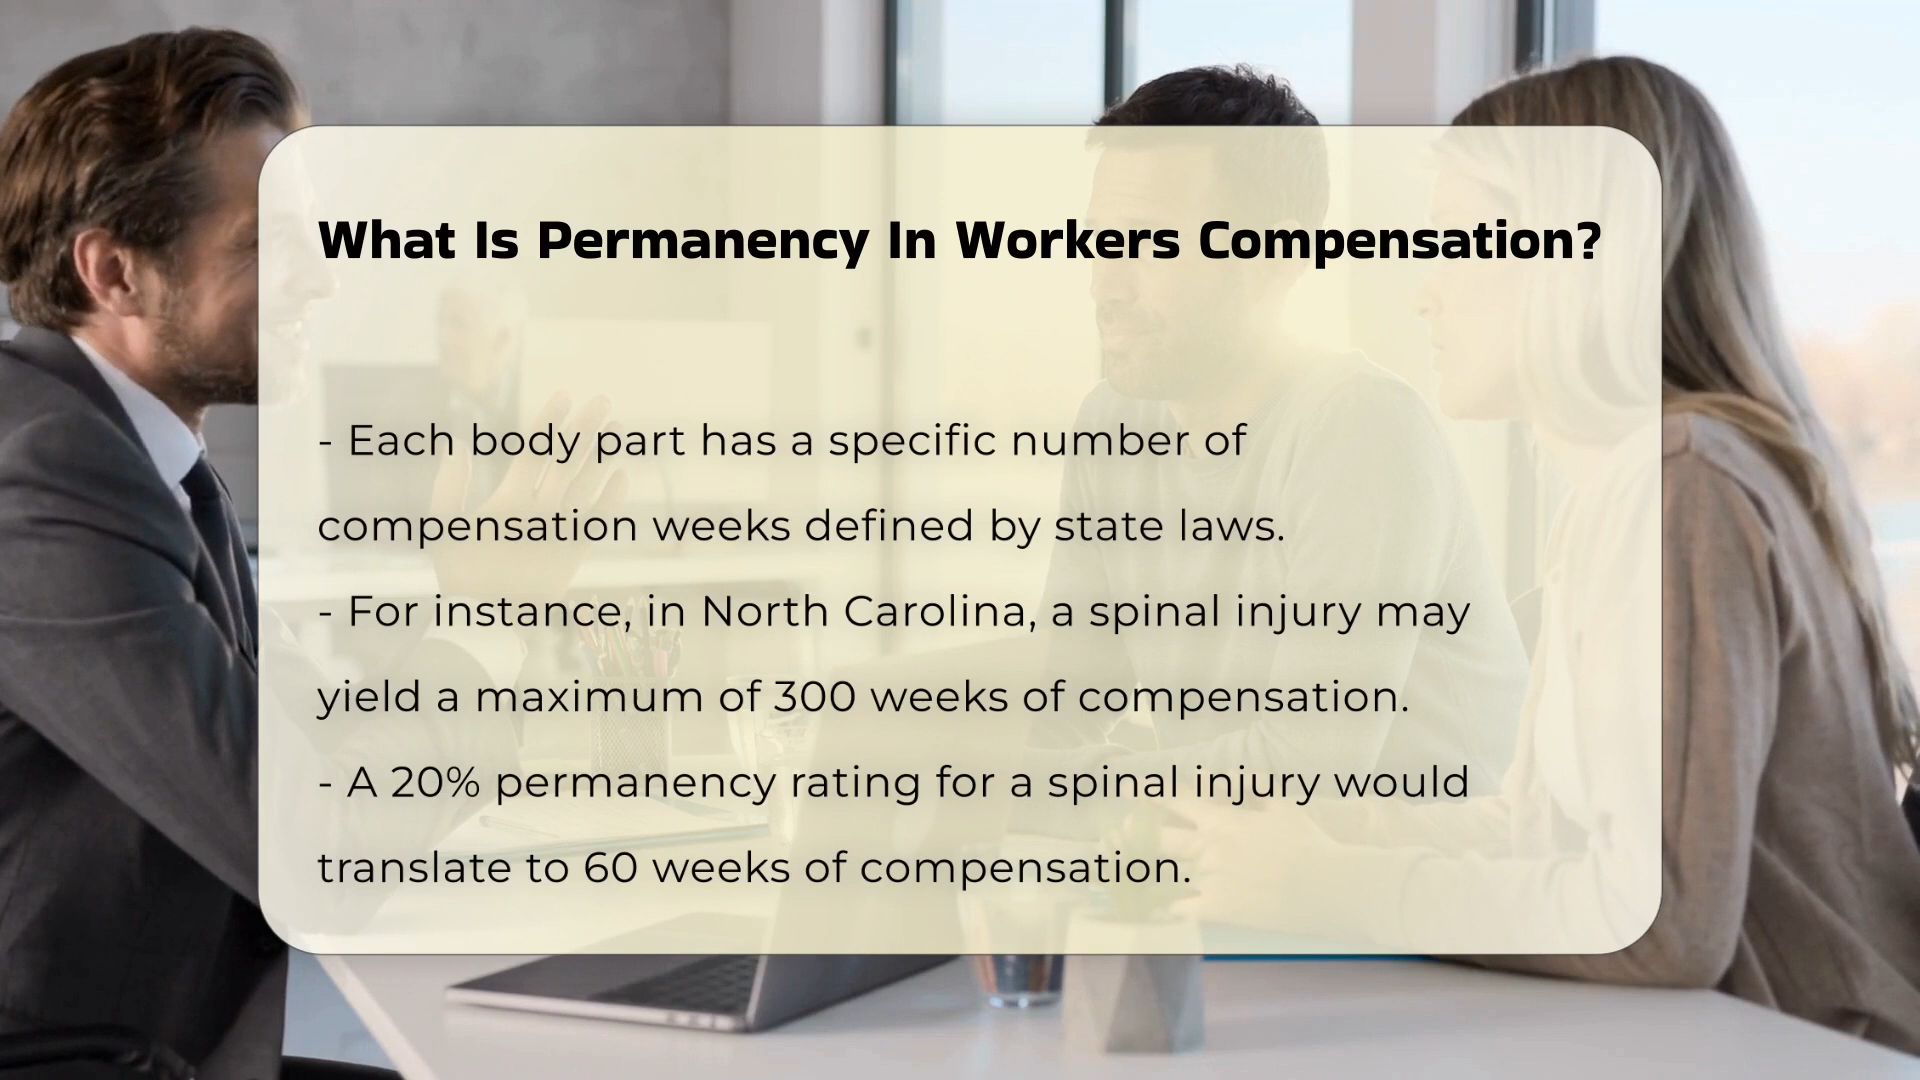 What Is Permanency In Workers Compensation?
- Each body part has a specific number of
compensation weeks defined by state laws.
- For instance, in North Carolina, a spinal injury may
yield a maximum of 300 weeks of compensation.
- A 20% permanency rating for a spinal injury would
translate to 60 weeks of compensation.